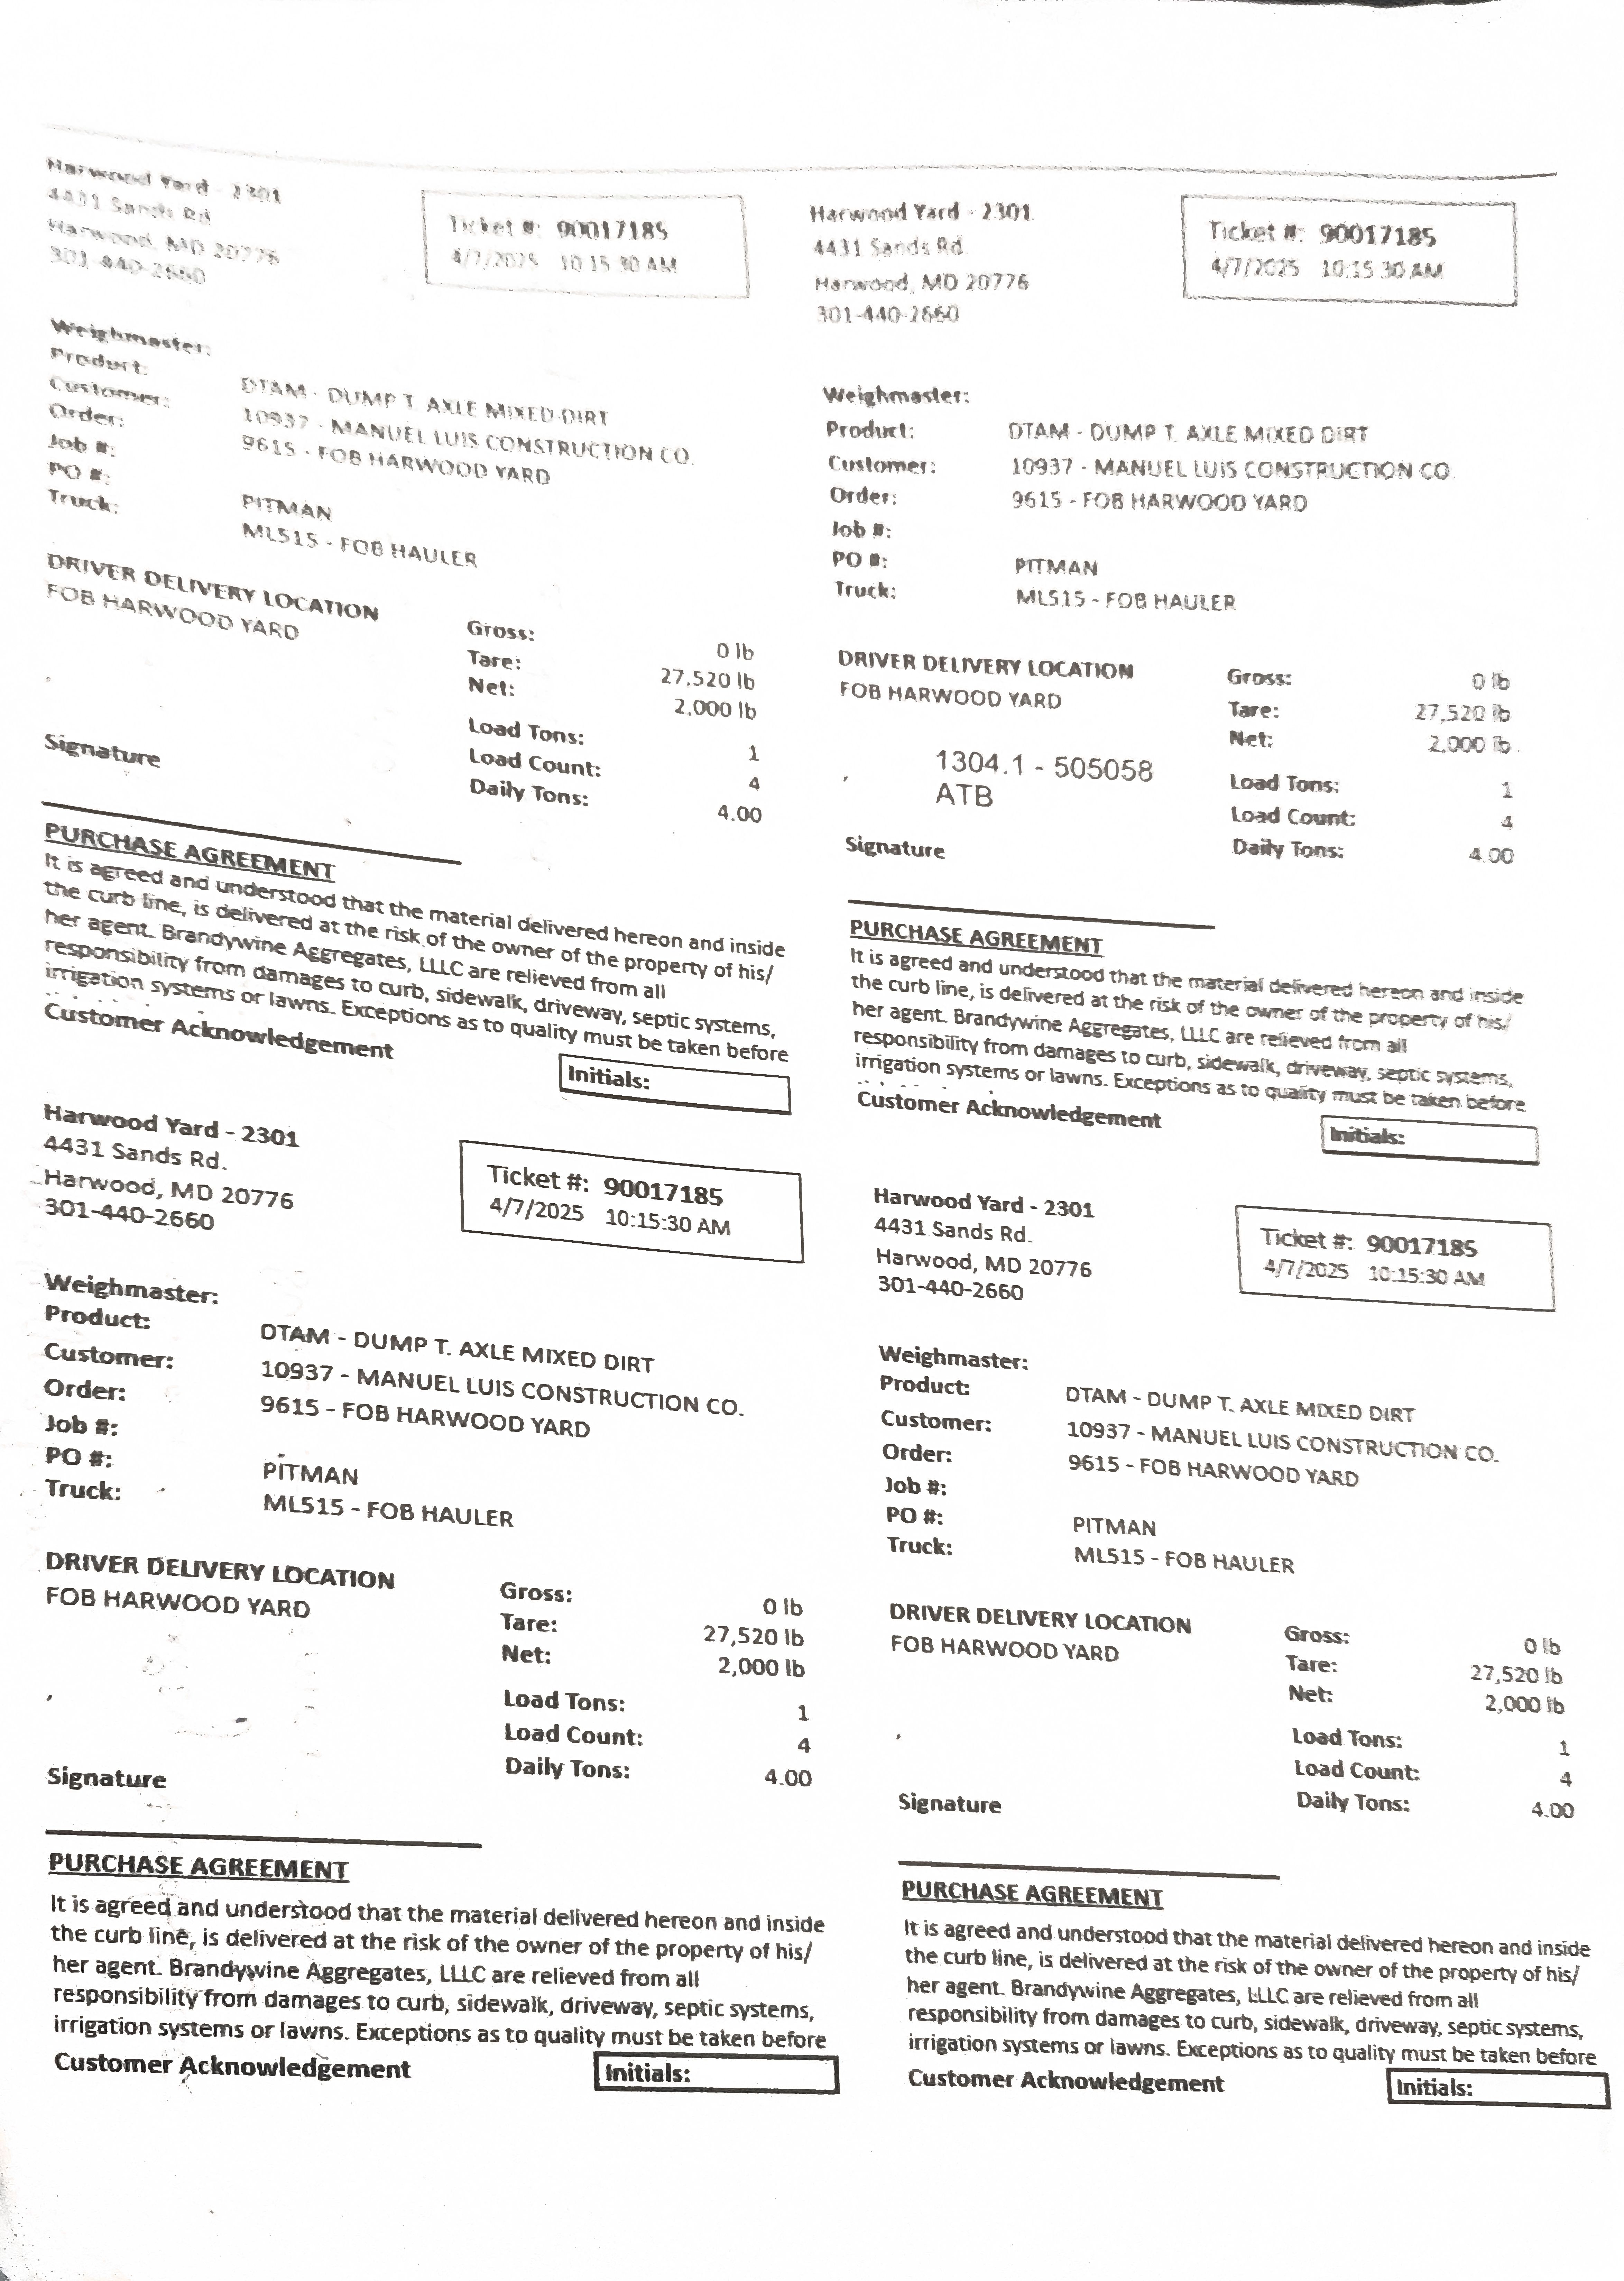 Harwood Yard - 2301
4431 Sands Rd
Harwood, MD 20776
301-440-2660
Ticket #: 90017185
4/7/2025 10:15:30 AM
Weighmaster:
Product: DTAM - DUMP T. AXLE MIXED DIRT
Customer: 10937 - MANUEL LUIS CONSTRUCTION CO.
Order: 9615 - FOB HARWOOD YARD
Job #:
PO #: PITMAN
Truck: ML515 - FOB HAULER
DRIVER DELIVERY LOCATION
FOB HARWOOD YARD
Gross: 0 lb
Tare: 27,520 lb
Net: 2,000 lb
Load Tons: 1
Load Count: 4
Daily Tons: 4.00
Signature
PURCHASE AGREEMENT
It is agreed and understood that the material delivered hereon and inside
the curb line, is delivered at the risk of the owner of the property of his/
her agent. Brandywine Aggregates, LLLC are relieved from all
responsibility from damages to curb, sidewalk, driveway, septic systems,
irrigation systems or lawns. Exceptions as to quality must be taken before
Customer Acknowledgement
Initials:
Harwood Yard - 2301
4431 Sands Rd.
Harwood, MD 20776
301-440-2660
Ticket #: 90017185
4/7/2025 10:15:30 AM
Weighmaster:
Product: DTAM - DUMP T. AXLE MIXED DIRT
Customer: 10937 - MANUEL LUIS CONSTRUCTION CO.
Order: 9615 - FOB HARWOOD YARD
Job #:
PO #: PITMAN
Truck: ML515 - FOB HAULER
DRIVER DELIVERY LOCATION
FOB HARWOOD YARD
1304.1 - 505058
ATB
Gross: 0 lb
Tare: 27,520 lb
Net: 2,000 lb
Load Tons: 1
Load Count: 4
Daily Tons: 4.00
Signature
PURCHASE AGREEMENT
It is agreed and understood that the material delivered hereon and inside
the curb line, is delivered at the risk of the owner of the property of his/
her agent. Brandywine Aggregates, LLLC are relieved from all
responsibility from damages to curb, sidewalk, driveway, septic systems,
irrigation systems or lawns. Exceptions as to quality must be taken before
Customer Acknowledgement
Initials:
Harwood Yard - 2301
4431 Sands Rd.
Harwood, MD 20776
301-440-2660
Ticket #: 90017185
4/7/2025 10:15:30 AM
Weighmaster:
Product: DTAM - DUMP T. AXLE MIXED DIRT
Customer: 10937 - MANUEL LUIS CONSTRUCTION CO.
Order: 9615 - FOB HARWOOD YARD
Job #:
PO #: PITMAN
Truck: ML515 - FOB HAULER
DRIVER DELIVERY LOCATION
FOB HARWOOD YARD
Gross: 0 lb
Tare: 27,520 lb
Net: 2,000 lb
Load Tons: 1
Load Count: 4
Daily Tons: 4.00
Signature
PURCHASE AGREEMENT
It is agreed and understood that the material delivered hereon and inside
the curb line, is delivered at the risk of the owner of the property of his/
her agent. Brandywine Aggregates, LLLC are relieved from all
responsibility from damages to curb, sidewalk, driveway, septic systems,
irrigation systems or lawns. Exceptions as to quality must be taken before
Customer Acknowledgement
Initials:
Harwood Yard - 2301
4431 Sands Rd.
Harwood, MD 20776
301-440-2660
Ticket #: 90017185
4/7/2025 10:15:30 AM
Weighmaster:
Product: DTAM - DUMP T. AXLE MIXED DIRT
Customer: 10937 - MANUEL LUIS CONSTRUCTION CO.
Order: 9615 - FOB HARWOOD YARD
Job #:
PO #: PITMAN
Truck: ML515 - FOB HAULER
DRIVER DELIVERY LOCATION
FOB HARWOOD YARD
Gross: 0 lb
Tare: 27,520 lb
Net: 2,000 lb
Load Tons: 1
Load Count: 4
Daily Tons: 4.00
Signature
PURCHASE AGREEMENT
It is agreed and understood that the material delivered hereon and inside
the curb line, is delivered at the risk of the owner of the property of his/
her agent. Brandywine Aggregates, LLLC are relieved from all
responsibility from damages to curb, sidewalk, driveway, septic systems,
irrigation systems or lawns. Exceptions as to quality must be taken before
Customer Acknowledgement
Initials: